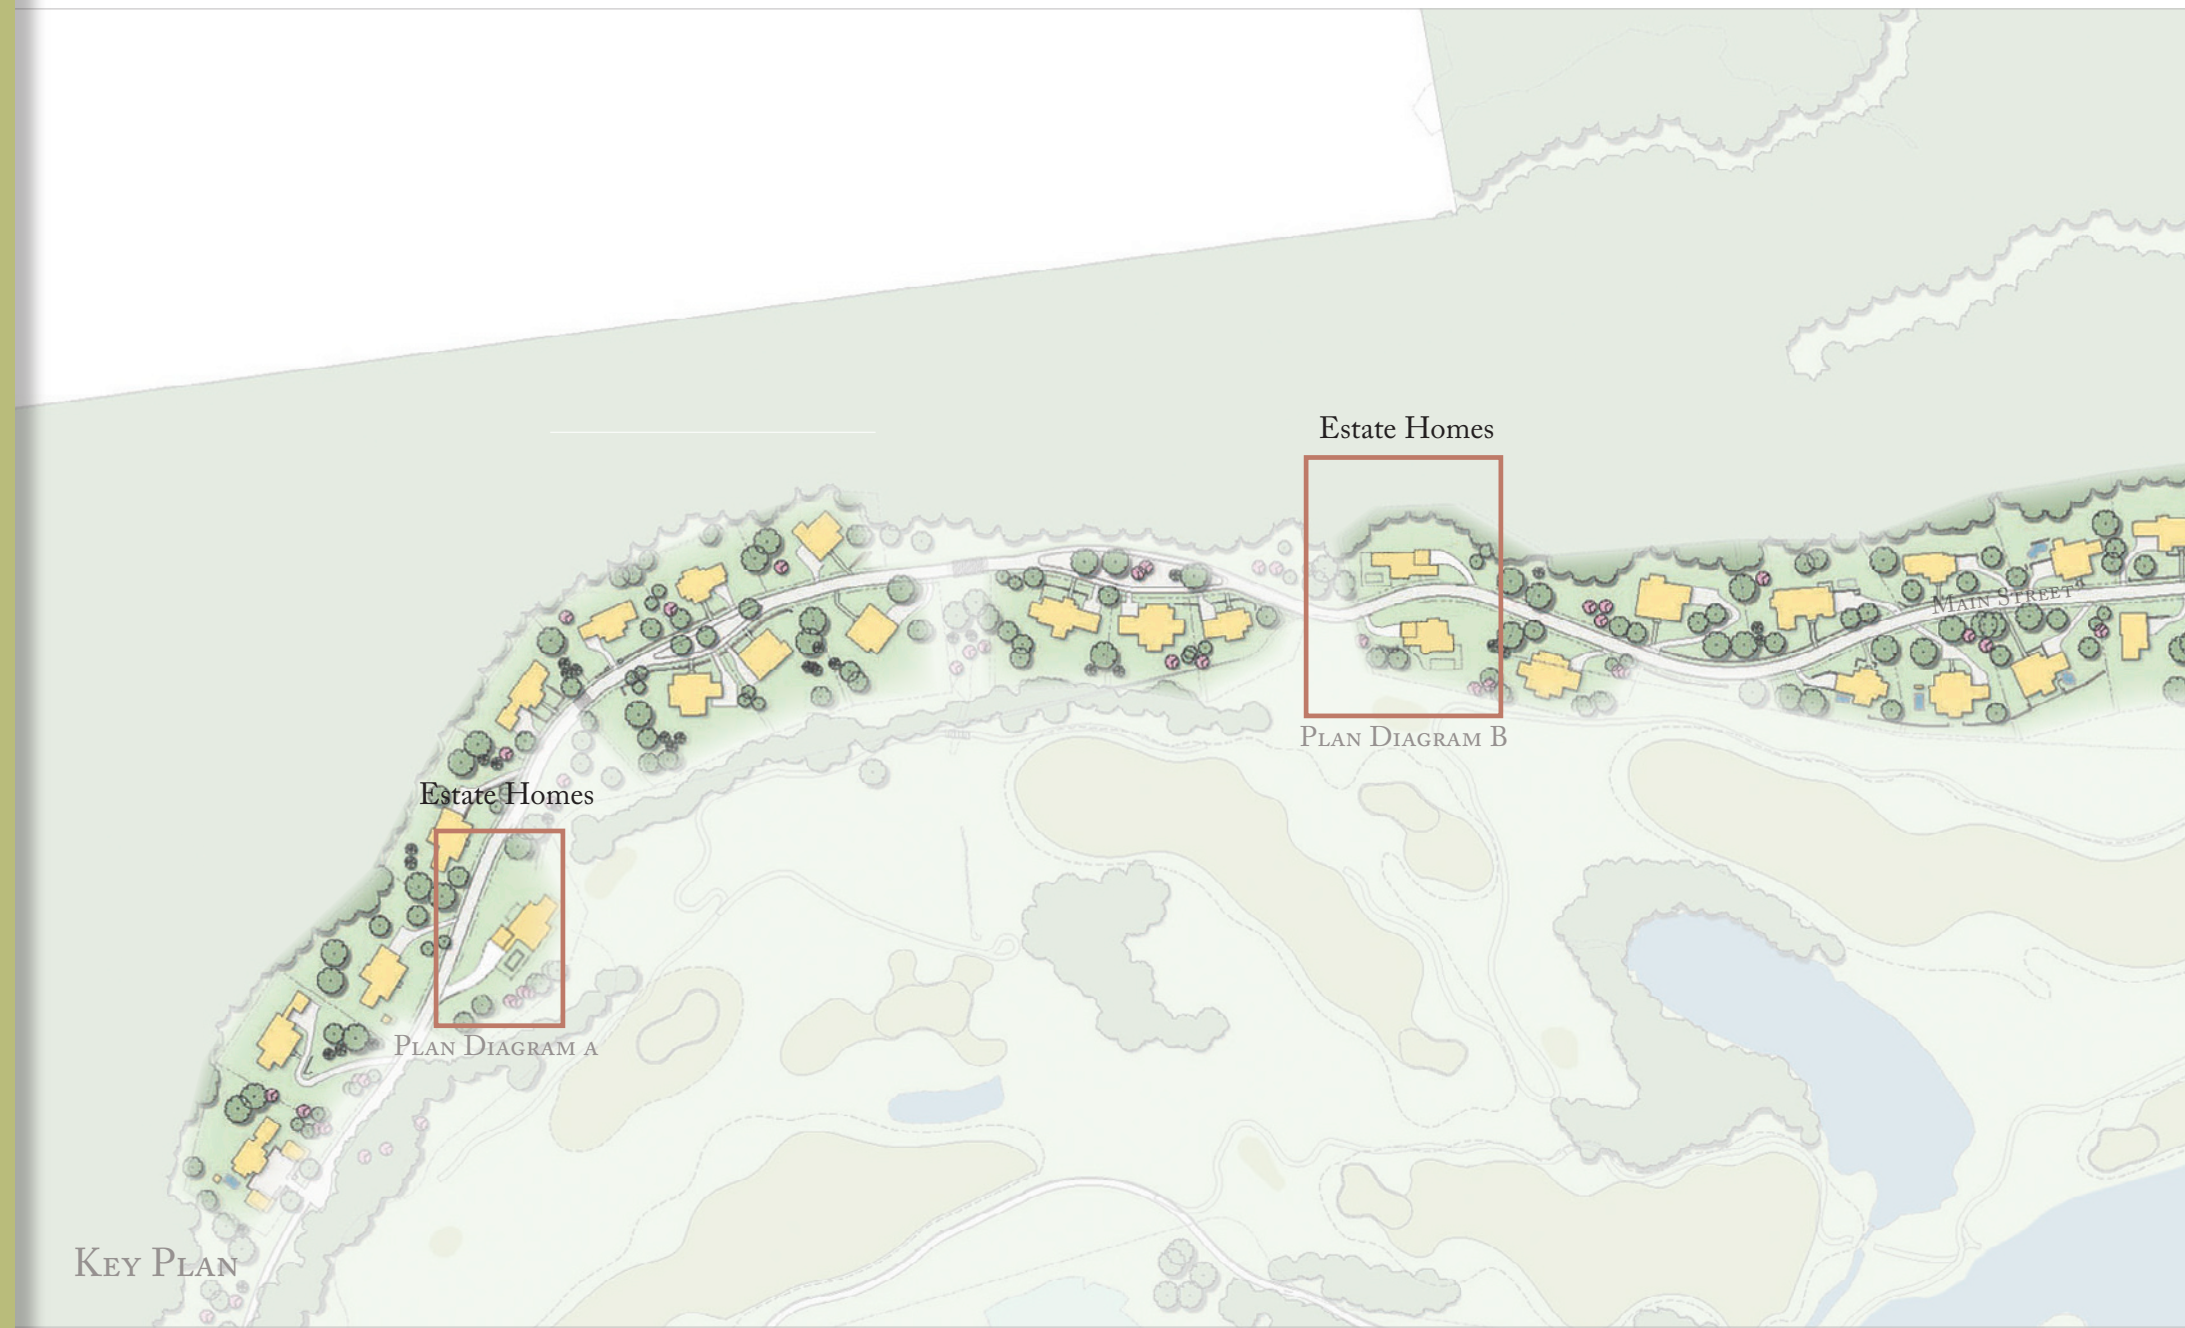 Estate Homes
Main Street
Plan Diagram B
Estate Homes
Plan Diagram A
Key Plan